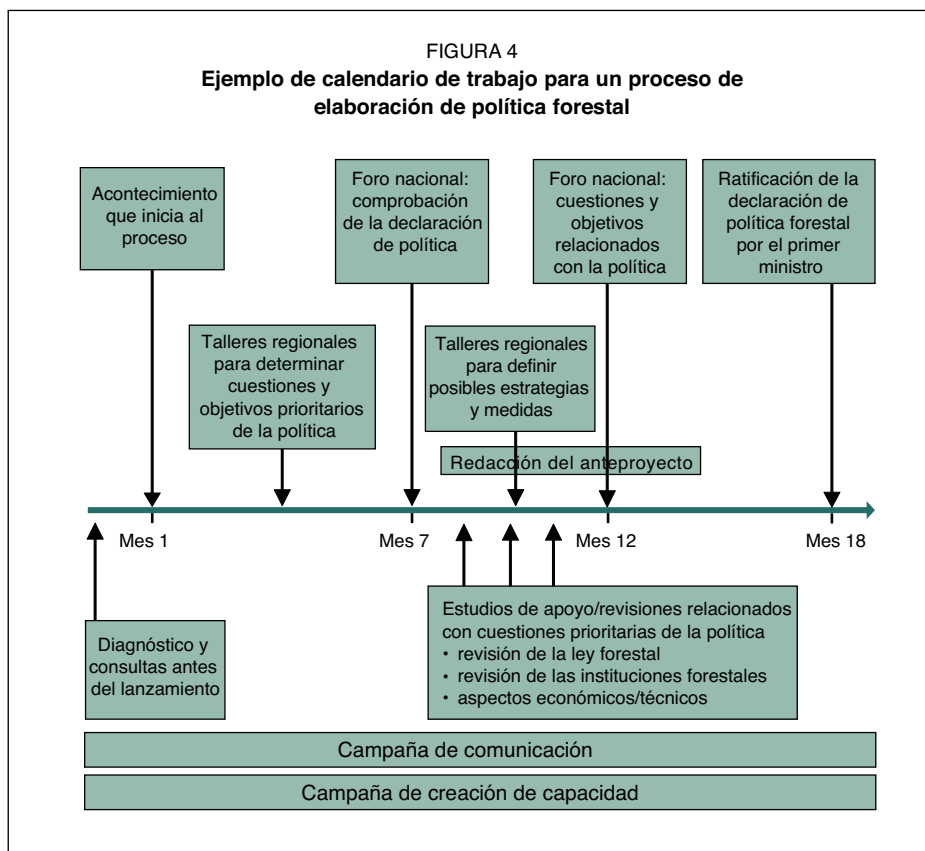 FIGURA 4
Ejemplo de calendario de trabajo para un proceso de
elaboración de política forestal
Acontecimiento
que inicia al
proceso
Foro nacional:
comprobación
de la declaración
de política
Foro nacional:
cuestiones y
objetivos
relacionados
con la política
Ratificación de la
declaración de
política forestal
por el primer
ministro
Talleres regionales
para determinar
cuestiones y
objetivos prioritarios
de la política
Talleres regionales
para definir
posibles estrategias
y medidas
Redacción del anteproyecto
Mes 1
Mes 7
Mes 12
Mes 18
Diagnóstico y
consultas antes
del lanzamiento
Estudios de apoyo/revisiones relacionados
con cuestiones prioritarias de la política
• revisión de la ley forestal
• revisión de las instituciones forestales
• aspectos económicos/técnicos
Campaña de comunicación
Campaña de creación de capacidad